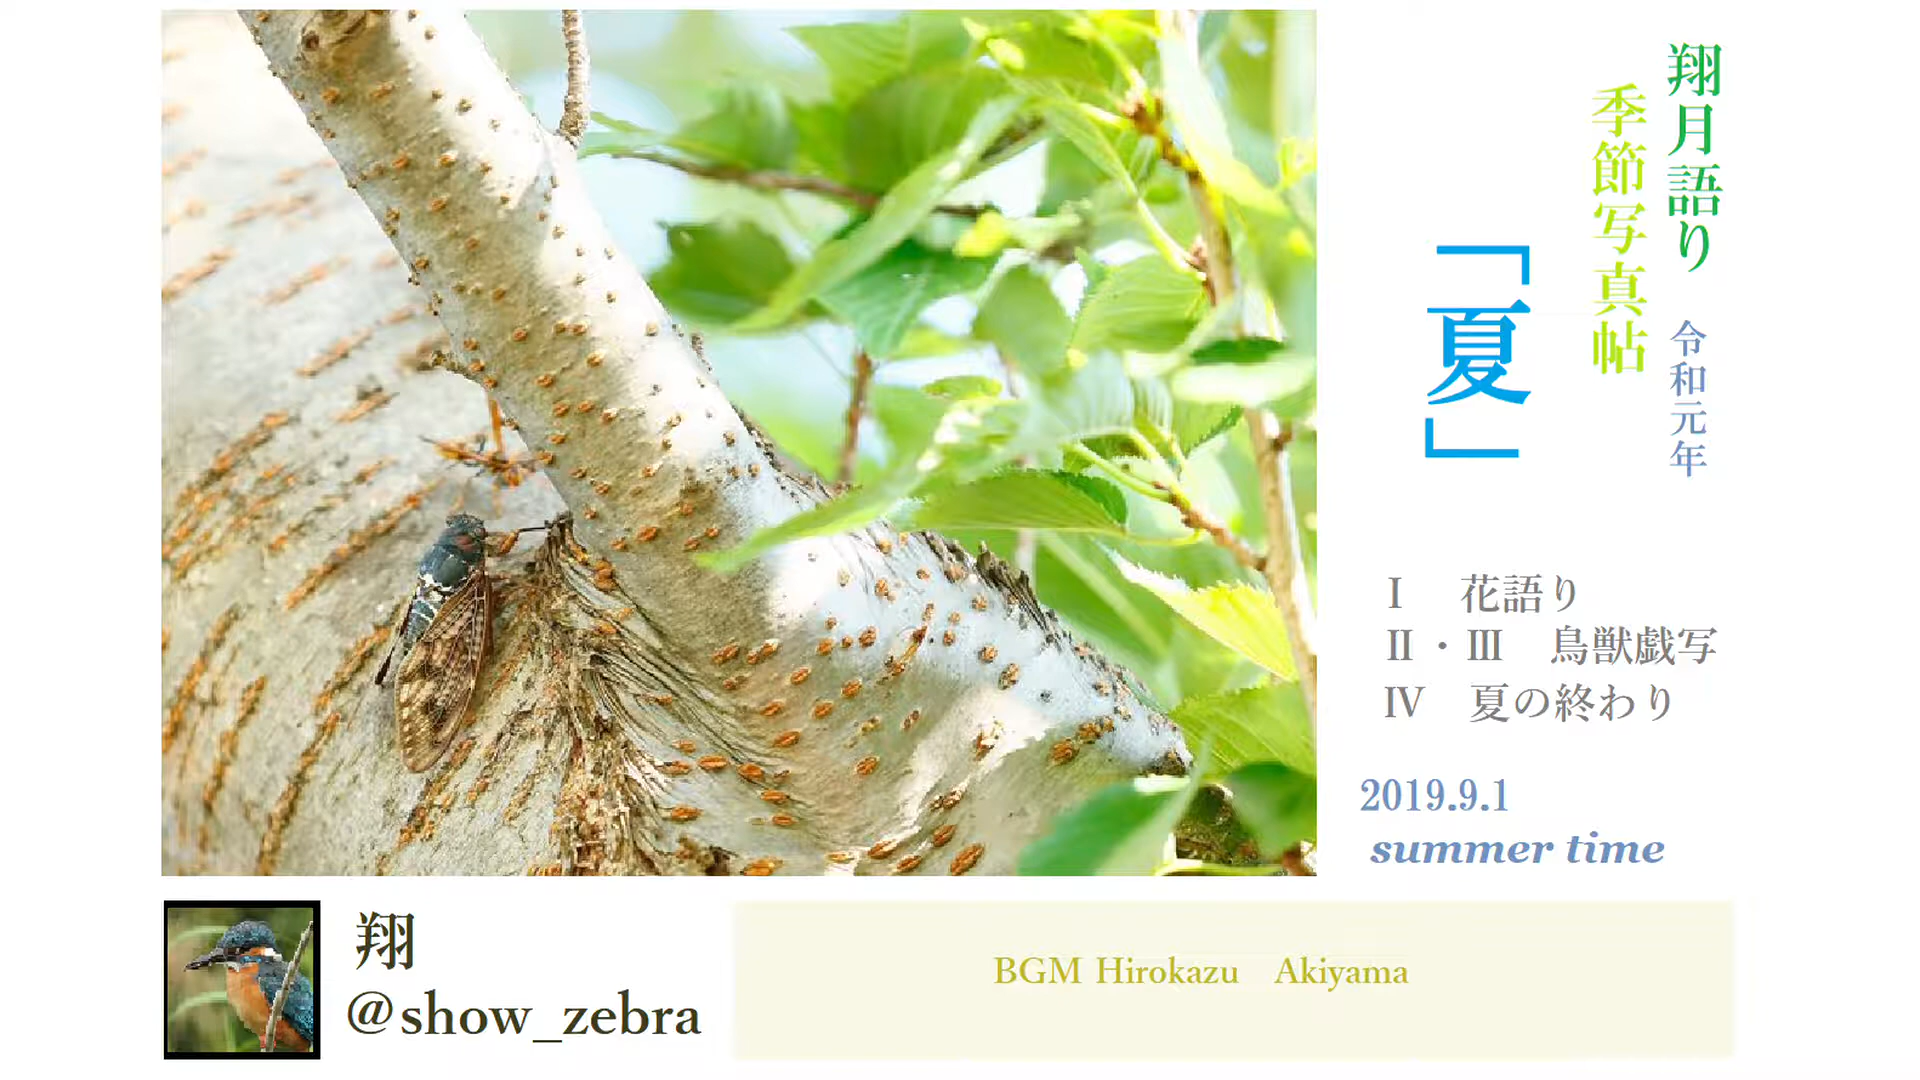 翔月語り　令和元年
季節写真帖
「夏」
Ⅰ　花語り
Ⅱ・Ⅲ　鳥獣戯写
Ⅳ　夏の終わり
2019.9.1
summer time
翔
@show_zebra
BGM Hirokazu　Akiyama